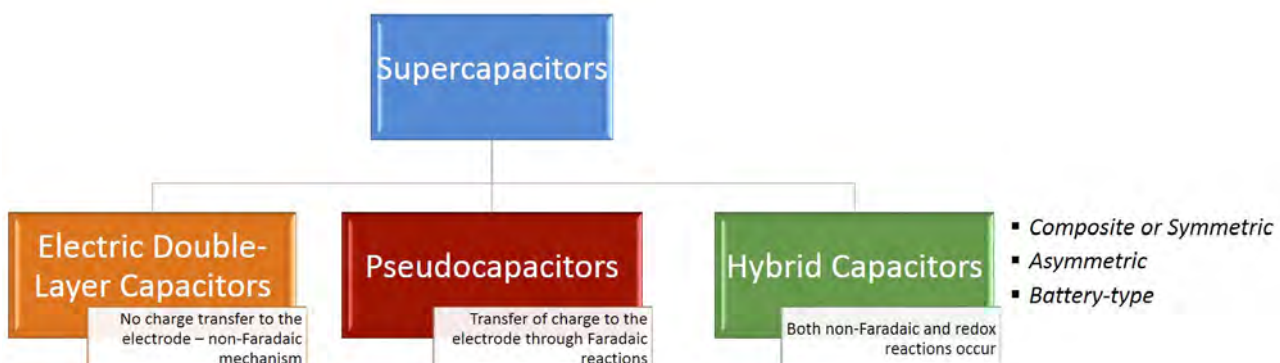 Supercapacitors
Electric Double-
Layer Capacitors
No charge transfer to the
electrode – non-Faradaic
mechanism
Pseudocapacitors
Transfer of charge to the
electrode through Faradaic
reactions
Hybrid Capacitors
Both non-Faradaic and redox
reactions occur
▪ Composite or Symmetric
▪ Asymmetric
▪ Battery-type